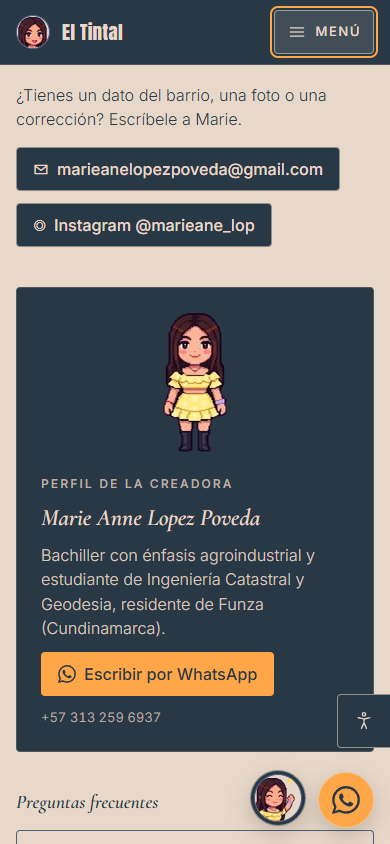 El Tintal
MENÚ
¿Tienes un dato del barrio, una foto o una
corrección? Escríbele a Marie.
marieanelopezpoveda@gmail.com
Instagram @marieane_lop
PERFIL DE LA CREADORA
Marie Anne Lopez Poveda
Bachiller con énfasis agroindustrial y
estudiante de Ingeniería Catastral y
Geodesia, residente de Funza
(Cundinamarca).
Escribir por WhatsApp
+57 313 259 6937
Preguntas frecuentes